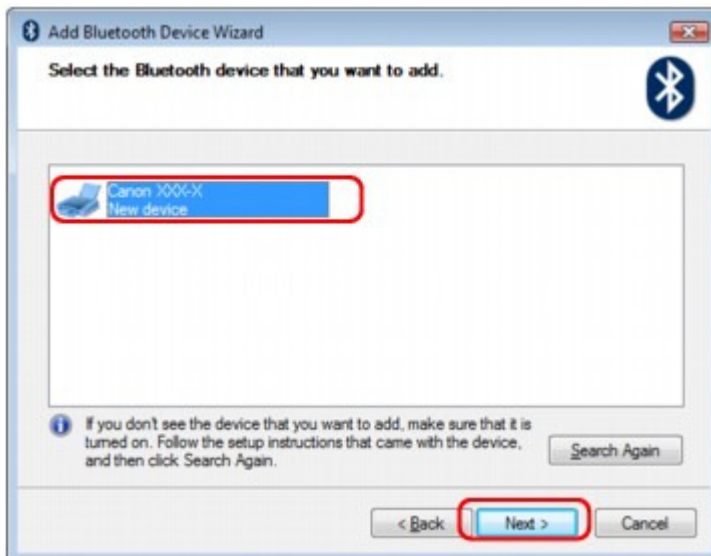 Add Bluetooth Device Wizard
Select the Bluetooth device that you want to add.
Canon XXX-X
New device
If you don't see the device that you want to add, make sure that it is
turned on. Follow the setup instructions that came with the device,
and then click Search Again.
Search Again
< Back
Next >
Cancel